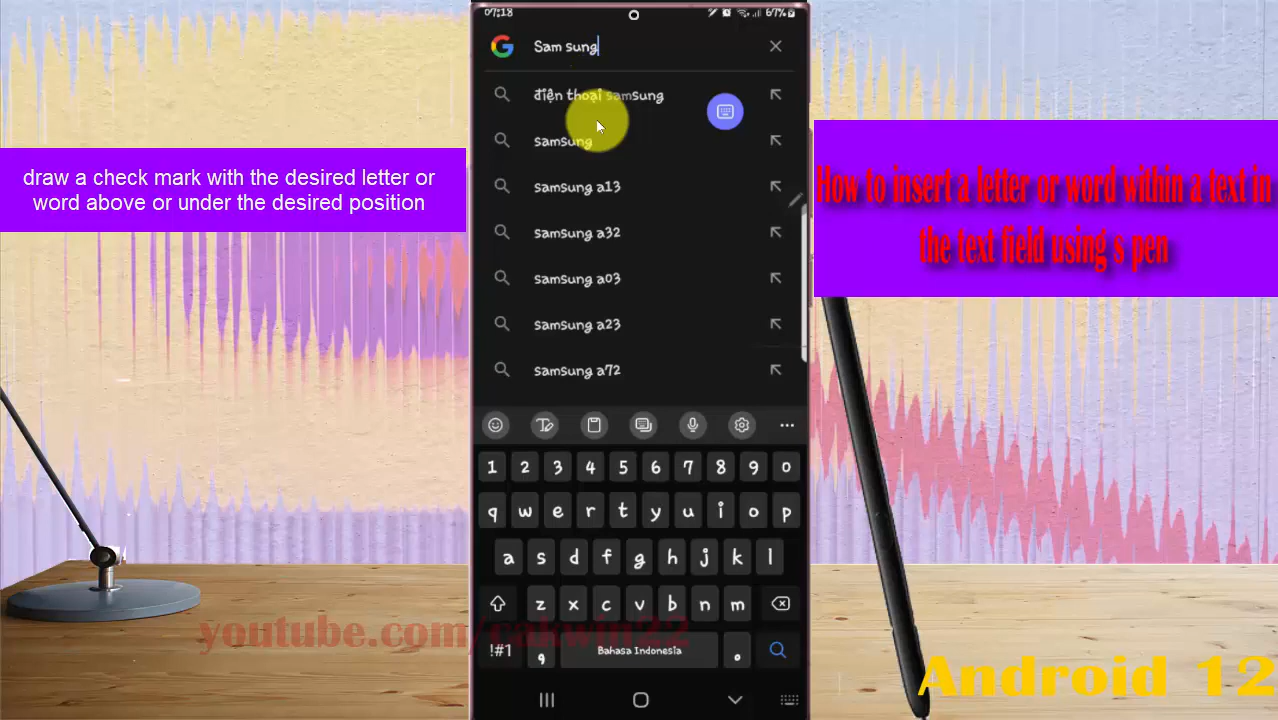 07:18
67%
Sam sung
điện thoại samsung
samsung
samsung a13
samsung a32
samsung a03
samsung a23
samsung a72
draw a check mark with the desired letter or
word above or under the desired position
How to insert a letter or word within a text in
the text field using s pen
1 2 3 4 5 6 7 8 9 0
q w e r t y u i o p
a s d f g h j k l
z x c v b n m
youtube.com/cakwin22
!#1 , Bahasa Indonesia .
Android 12